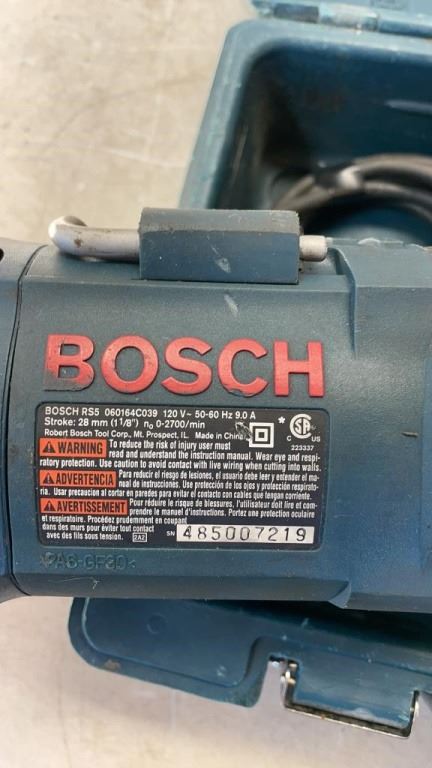 BOSCH
BOSCH RS5 060164C039 120 V~ 50-60 Hz 9.0 A
Stroke: 28 mm (1 1/8") n0 0-2700/min
Robert Bosch Tool Corp., Mt. Prospect, IL. Made in China
*
C US
223337
WARNING To reduce the risk of injury user must
read and understand the instruction manual. Wear eye and respi-
ratory protection. Use caution to avoid contact with live wiring when cutting into walls.
ADVERTENCIA Para reducir el riesgo de lesiones, el usuario debe leer y entender el
manual de instrucciones. Use protección de los ojos y protección respirato-
ria. Usar precaucion al cortar en paredes para evitar el contacto con cables que tengan corriente.
AVERTISSEMENT Pour réduire le risque de blessures, l'utilisateur doit lire et com-
prendre le manuel d'instructions. Portez une protection oculaire
et respiratoire. Procédez prudemment en coupant
dans des murs pour éviter tout contact
avec des fils sous tension.
2A2
SN 485007219
>PA6-GF30<